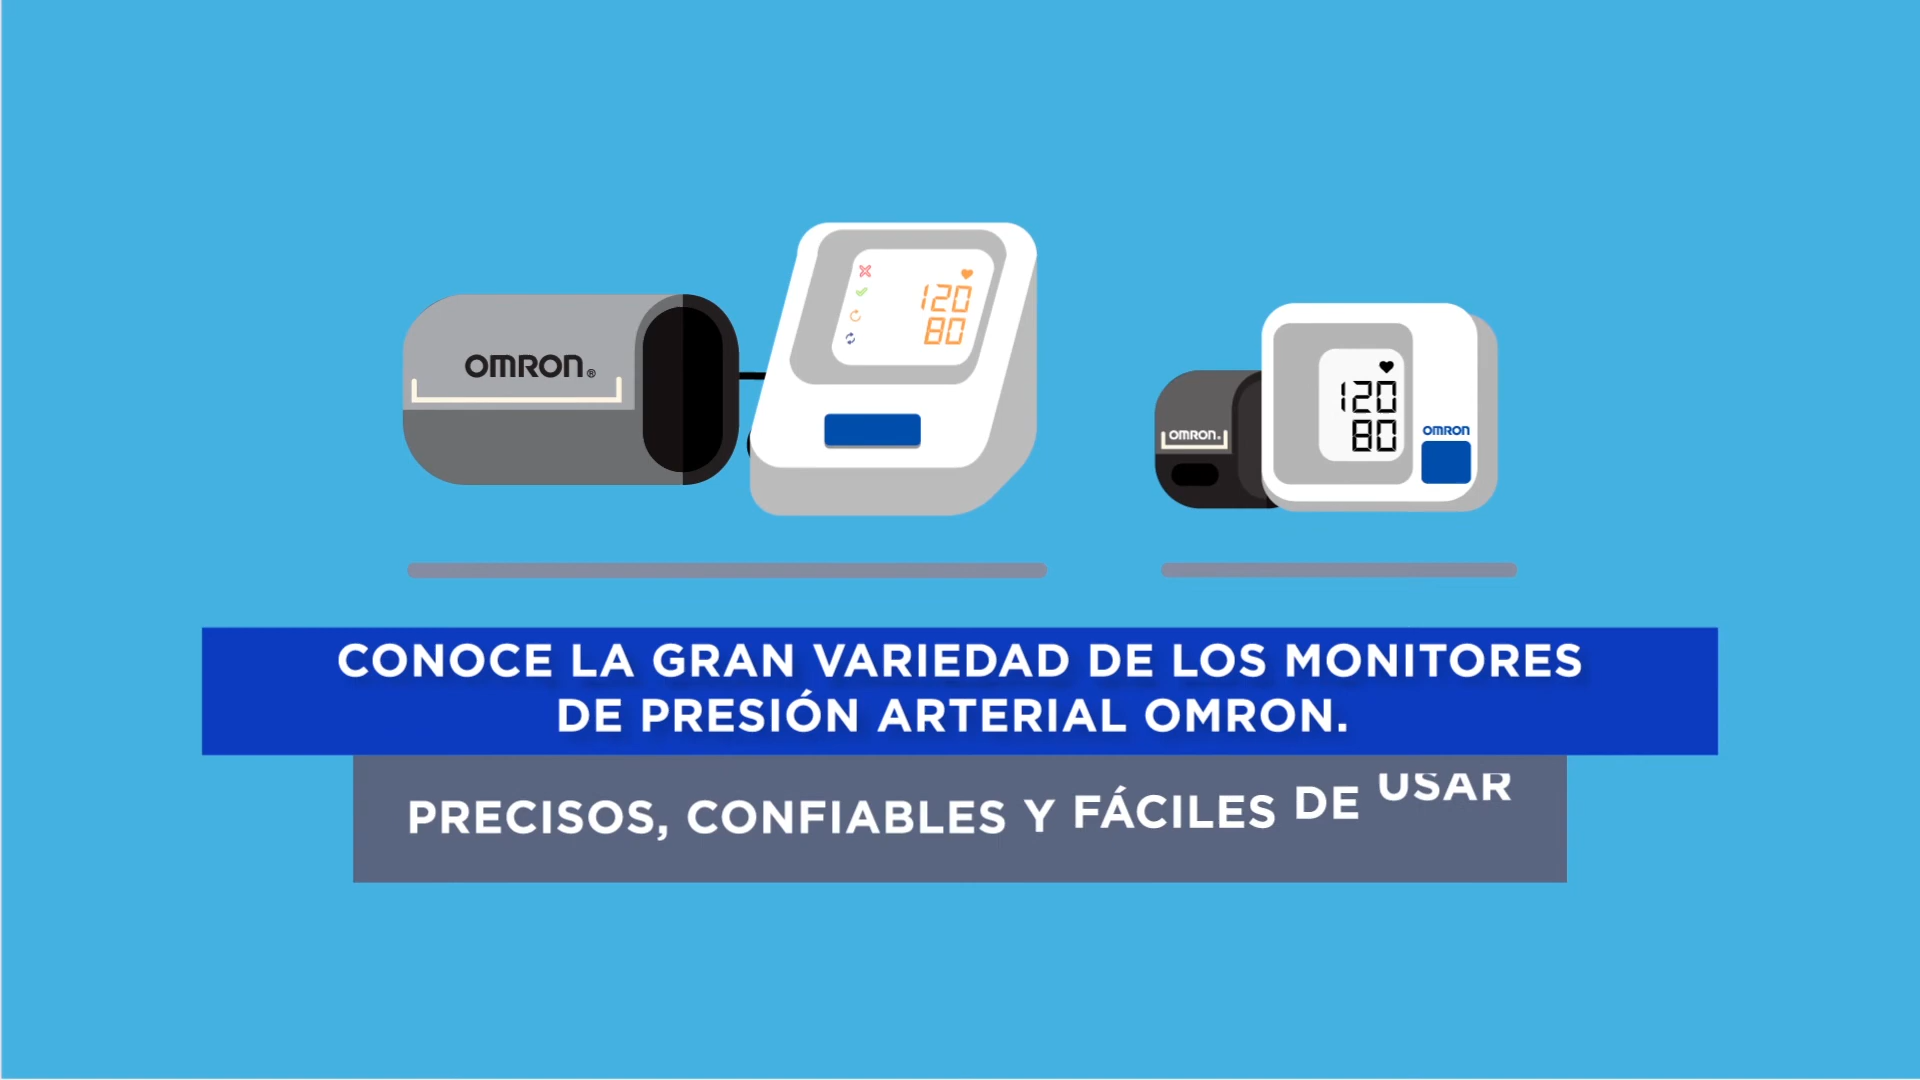 OMRON®
120
80
OMRON.
120
80
OMRON
CONOCE LA GRAN VARIEDAD DE LOS MONITORES
DE PRESIÓN ARTERIAL OMRON.
PRECISOS, CONFIABLES Y FÁCILES DE USAR